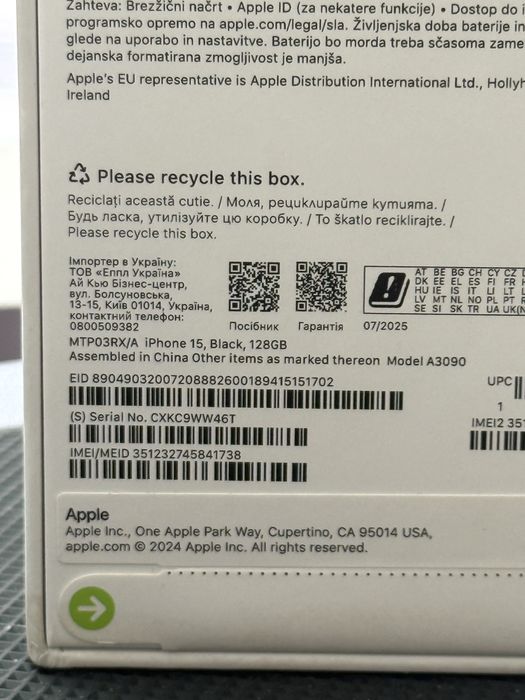 Zahteva: Brezžični načrt • Apple ID (za nekatere funkcije) • Dostop do i
programsko opremo na apple.com/legal/sla. Življenjska doba baterije in
glede na uporabo in nastavitve. Baterijo bo morda treba sčasoma zame
dejanska formatirana zmogljivost je manjša.
Apple's EU representative is Apple Distribution International Ltd., Hollyh
Ireland
Please recycle this box.
Reciclați această cutie. / Моля, рециклирайте кутията. /
Будь ласка, утилізуйте цю коробку. / To škatlo reciklirajte. /
Please recycle this box.
Імпортер в Україну:
ТОВ «Еппл Україна»
Ай Кью Бізнес-центр,
вул. Болсуновська,
13-15, Київ 01014, Україна,
контактний телефон:
0800509382
Посібник
Гарантія
AT BE BG CH CY CZ D
DK EE EL ES FI FR H
HU IE IS IT LI LT L
LV MT NL NO PL PT R
SE SI SK TR UA UK(N
07/2025
MTP03RX/A iPhone 15, Black, 128GB
Assembled in China Other items as marked thereon Model A3090
EID 89049032007208882600189415151702
UPC
1
(S) Serial No. CXKC9WW46T
IMEI2 351
IMEI/MEID 351232745841738
Apple
Apple Inc., One Apple Park Way, Cupertino, CA 95014 USA,
apple.com © 2024 Apple Inc. All rights reserved.